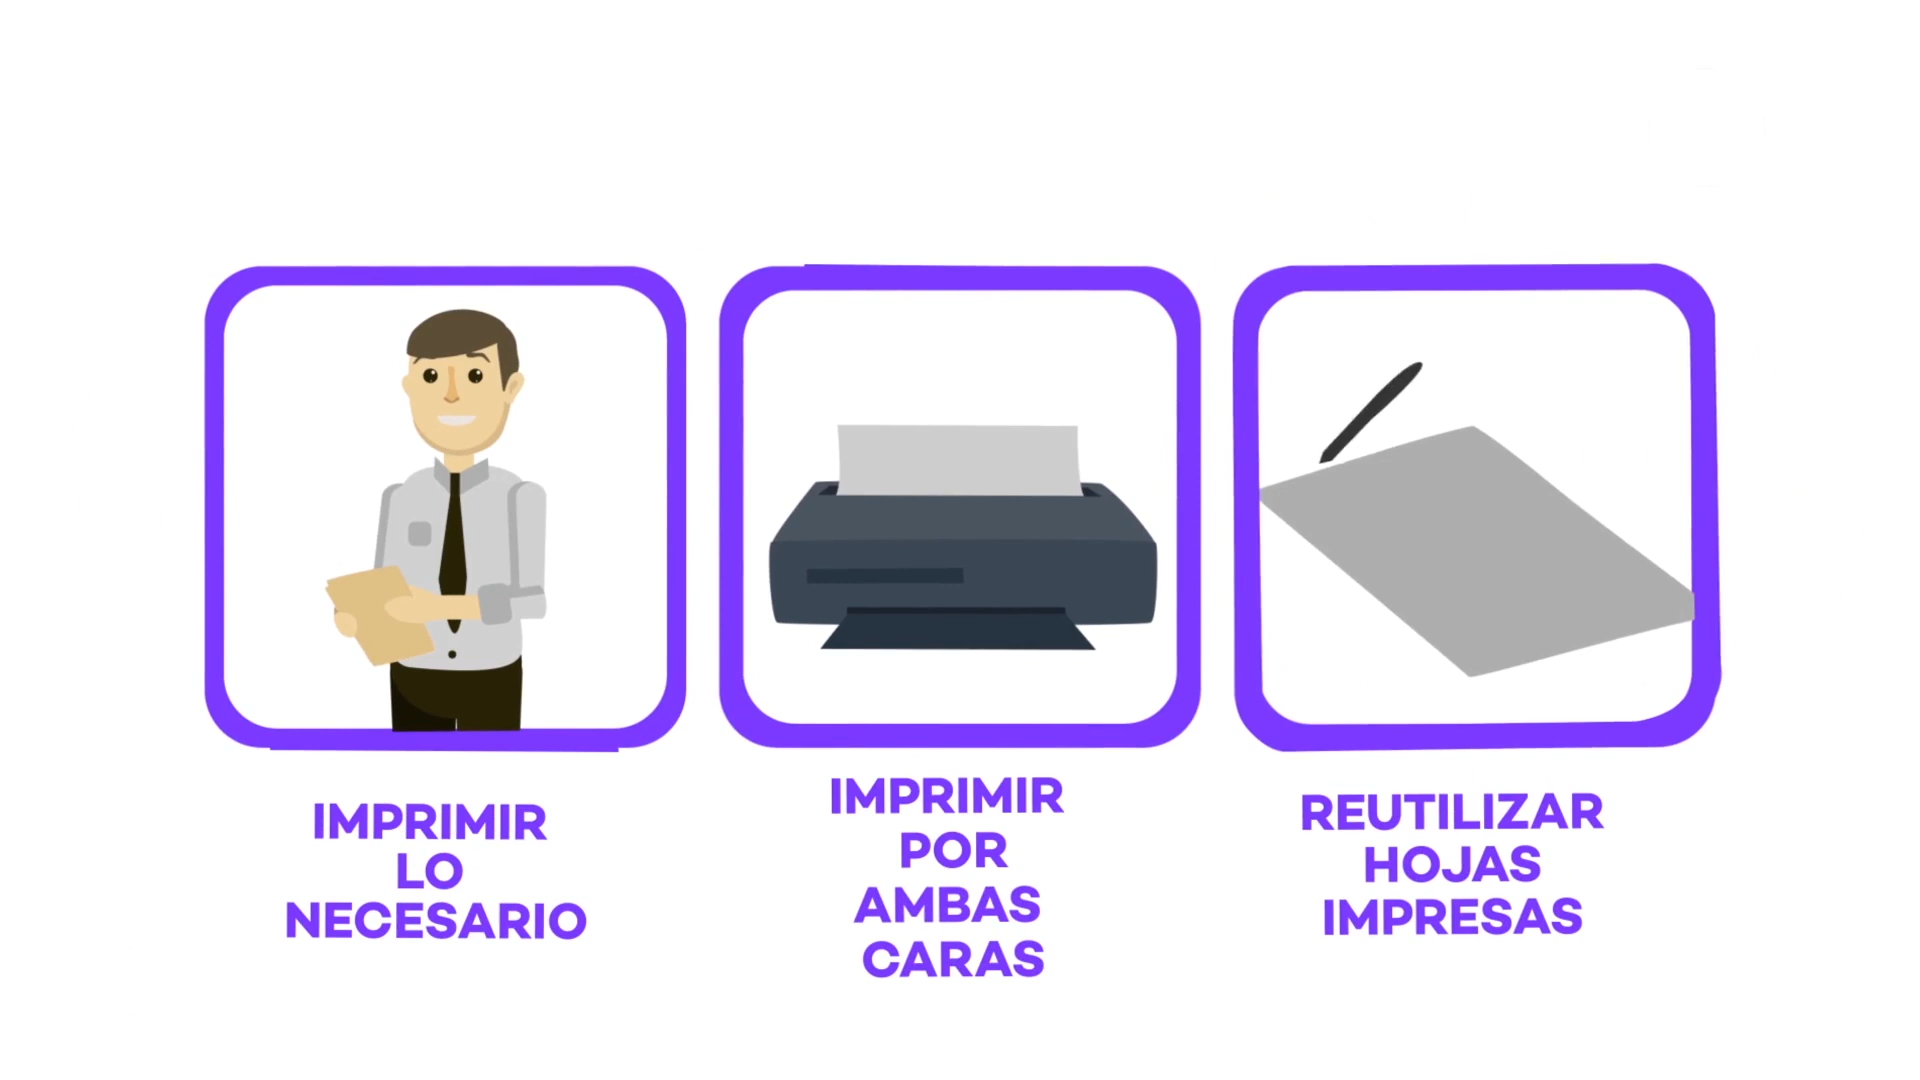 IMPRIMIR
LO
NECESARIO
IMPRIMIR
POR
AMBAS
CARAS
REUTILIZAR
HOJAS
IMPRESAS